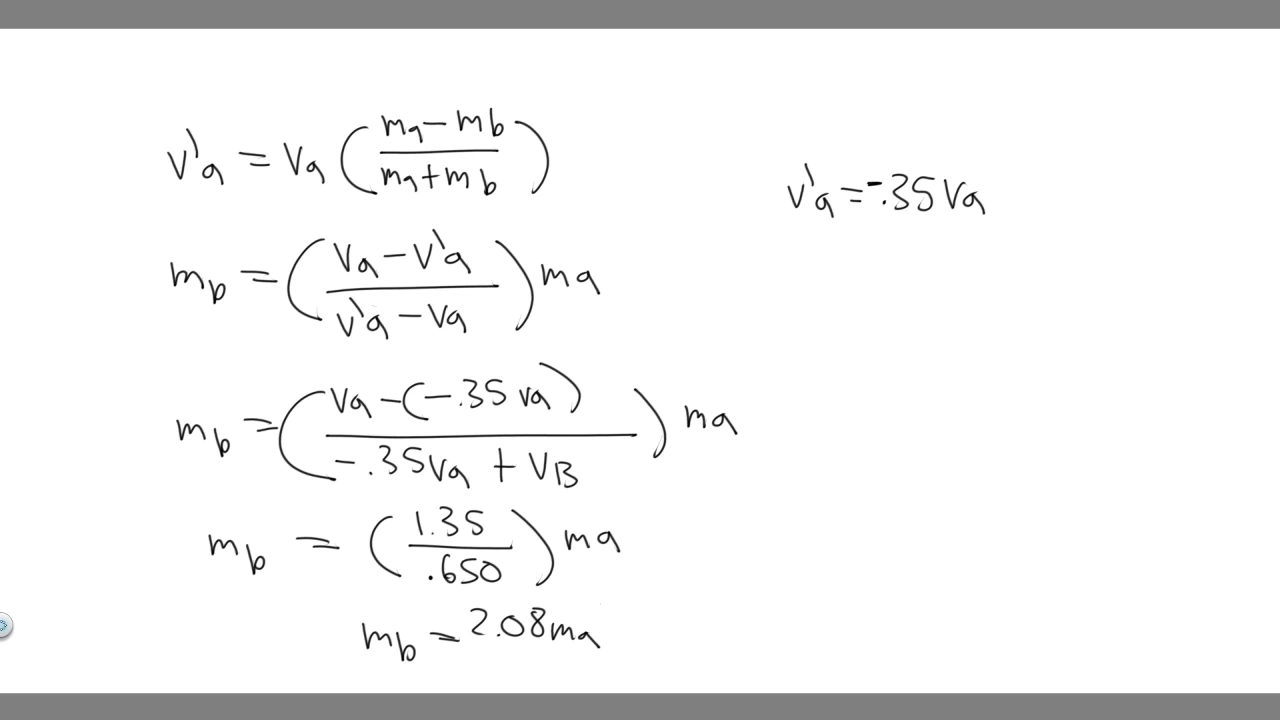 v'a = va ( (ma - mb) / (ma + mb) )
v'a = -.35 va
mb = ( (va - v'a) / (v'a - va) ) ma
mb = ( (va - (-.35 va)) / (-.35 va + vB) ) ma
mb = ( 1.35 / .650 ) ma
mb = 2.08 ma